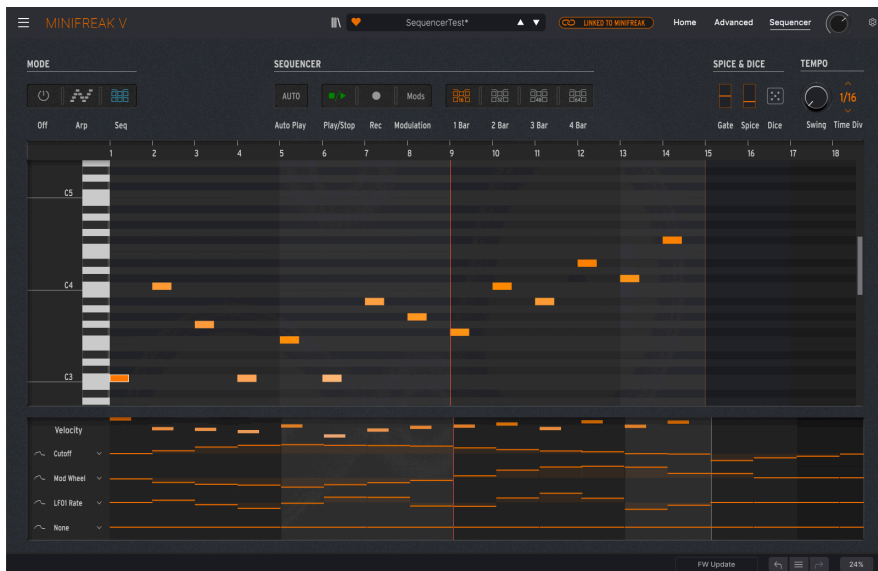 MINIFREAK V
SequencerTest*
LINKED TO MINIFREAK
Home
Advanced
Sequencer
MODE
SEQUENCER
SPICE & DICE
TEMPO
AUTO
Mods
1/16
Off Arp Seq
Auto Play Play/Stop Rec Modulation 1 Bar 2 Bar 3 Bar 4 Bar
Gate Spice Dice
Swing Time Div
1 2 3 4 5 6 7 8 9 10 11 12 13 14 15 16 17 18
C5
C4
C3
Velocity
Cutoff
Mod Wheel
LFO1 Rate
None
FW Update
24%